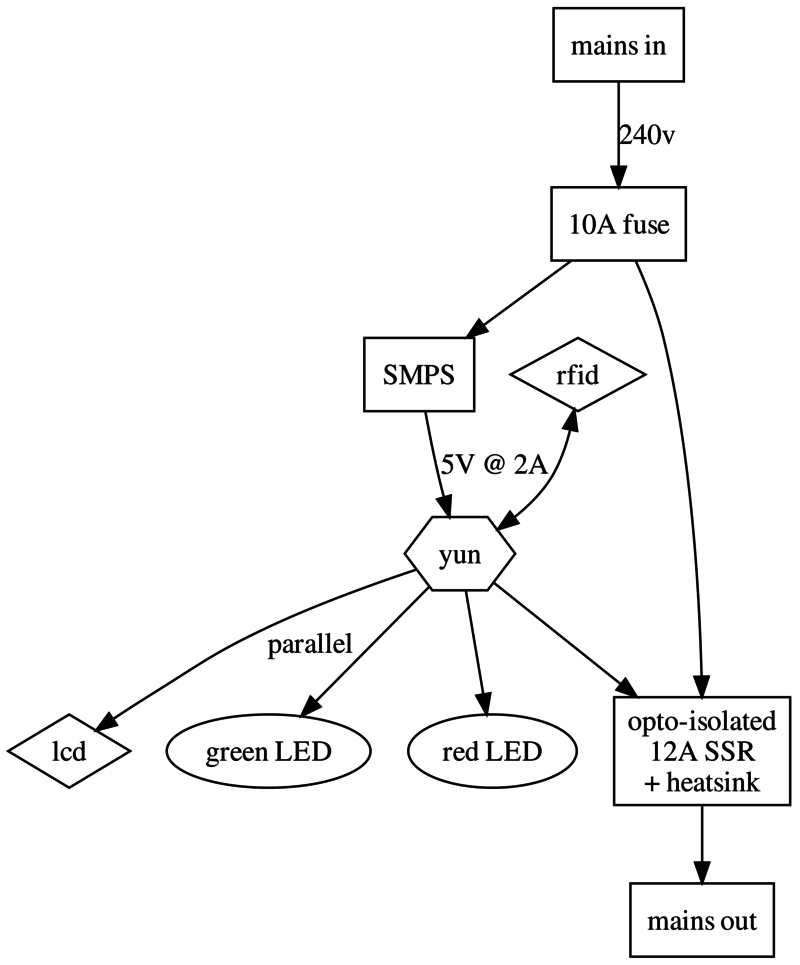 mains in
240v
10A fuse
SMPS
rfid
5V @ 2A
yun
parallel
lcd
green LED
red LED
opto-isolated
12A SSR
+ heatsink
mains out